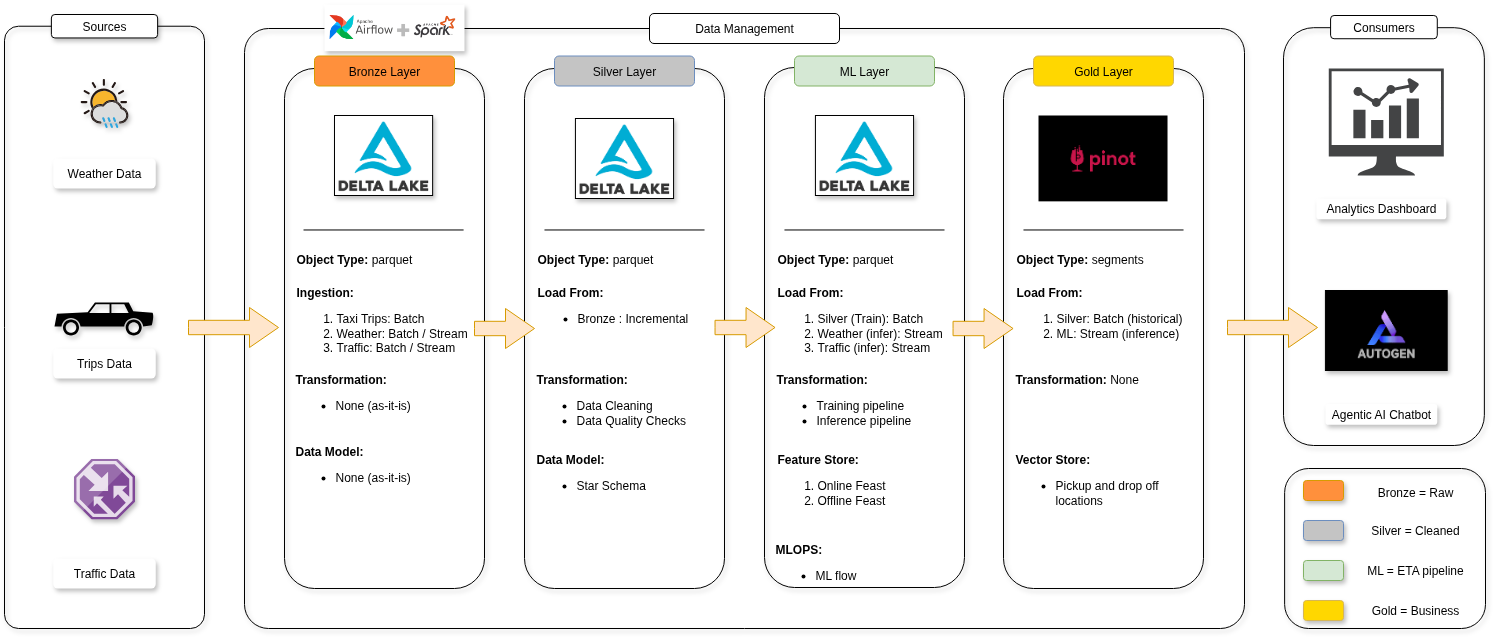 Sources
Weather Data
Trips Data
Traffic Data
Apache
Airflow
APACHE
Spark
Data Management
Bronze Layer
DELTA LAKE
Object Type: parquet
Ingestion:
1. Taxi Trips: Batch
2. Weather: Batch / Stream
3. Traffic: Batch / Stream
Transformation:
• None (as-it-is)
Data Model:
• None (as-it-is)
Silver Layer
DELTA LAKE
Object Type: parquet
Load From:
• Bronze : Incremental
Transformation:
• Data Cleaning
• Data Quality Checks
Data Model:
• Star Schema
ML Layer
DELTA LAKE
Object Type: parquet
Load From:
1. Silver (Train): Batch
2. Weather (infer): Stream
3. Traffic (infer): Stream
Transformation:
• Training pipeline
• Inference pipeline
Feature Store:
1. Online Feast
2. Offline Feast
MLOPS:
• ML flow
Gold Layer
pinot
Object Type: segments
Load From:
1. Silver: Batch (historical)
2. ML: Stream (inference)
Transformation: None
Vector Store:
• Pickup and drop off
locations
Consumers
Analytics Dashboard
AUTOGEN
Agentic AI Chatbot
Bronze = Raw
Silver = Cleaned
ML = ETA pipeline
Gold = Business